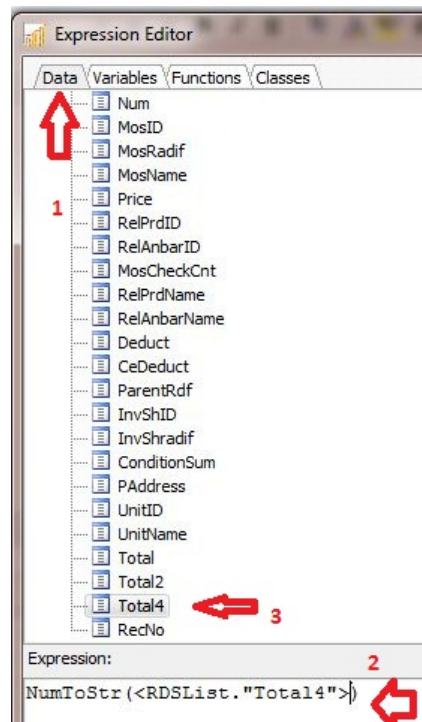 Expression Editor
Data Variables Functions Classes
Num
MosID
MosRadif
MosName
1
Price
RelPrdID
RelAnbarID
MosCheckCnt
RelPrdName
RelAnbarName
Deduct
CeDeduct
ParentRdf
InvShID
InvShradif
ConditionSum
PAddress
UnitID
UnitName
Total
Total2
Total4 3
RecNo
Expression: 2
NumToStr(<RDSList."Total4">)